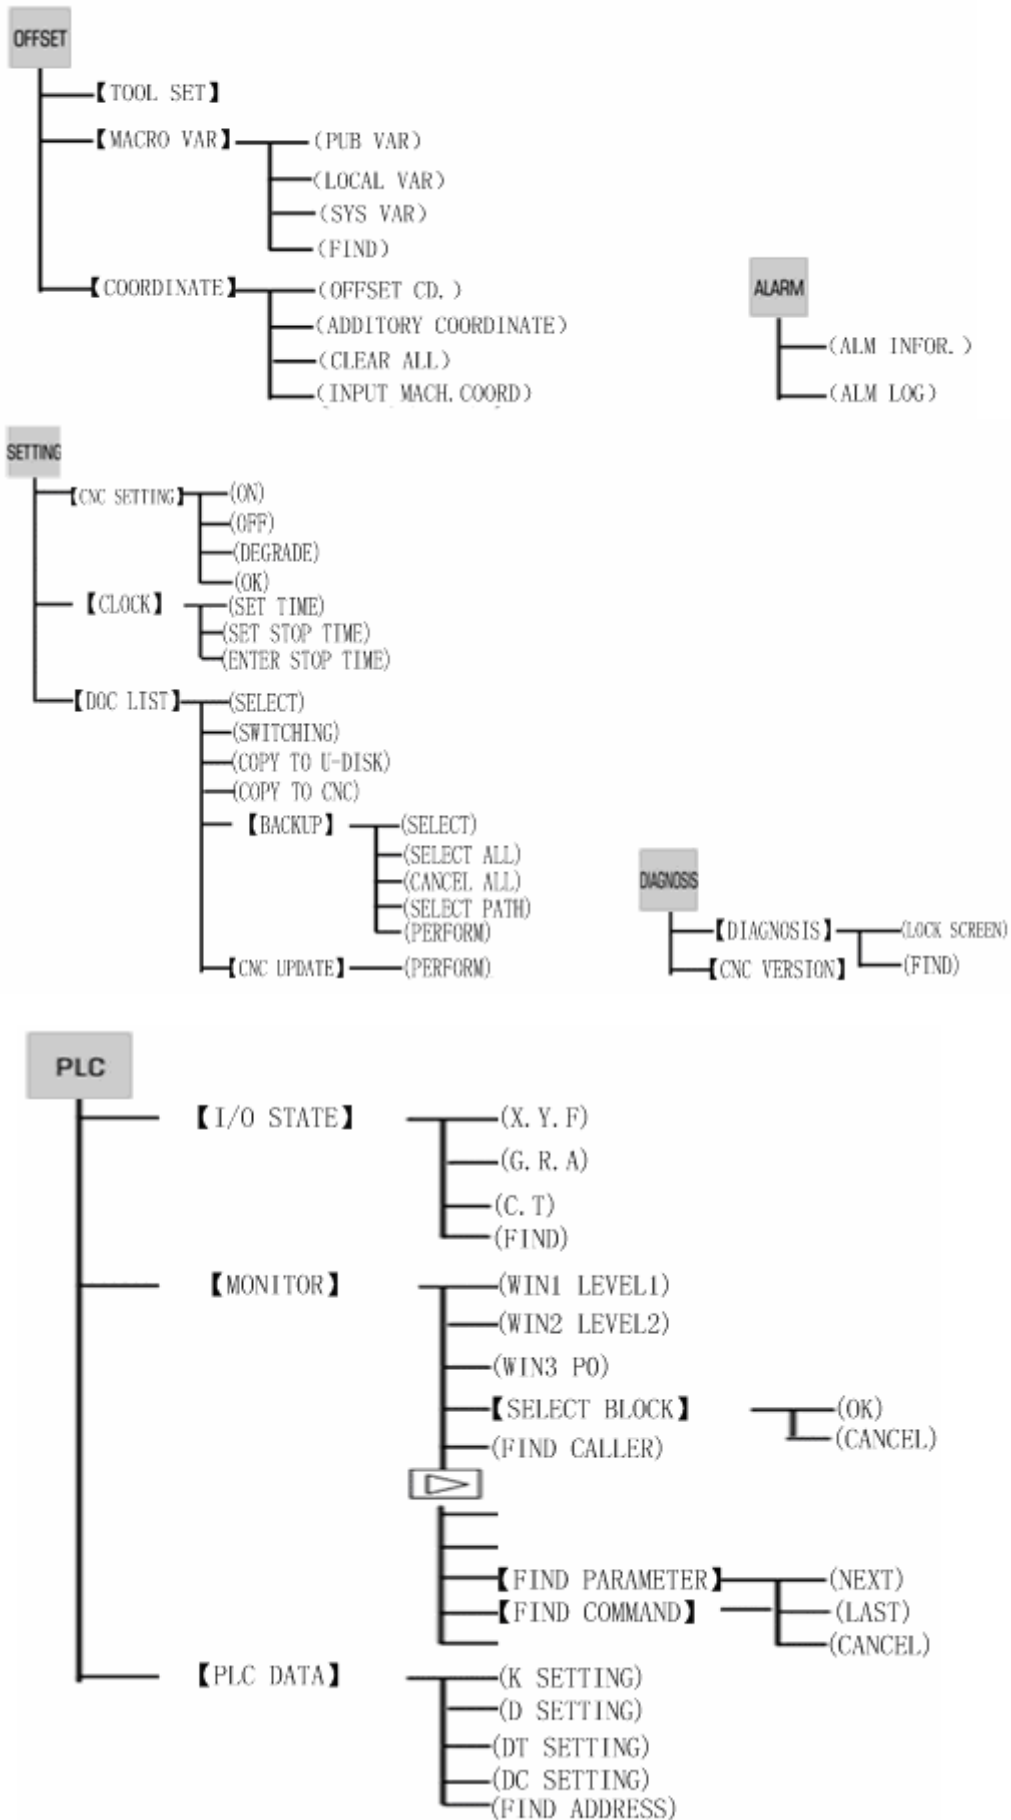 OFFSET
【TOOL SET】
【MACRO VAR】
(PUB VAR)
(LOCAL VAR)
(SYS VAR)
(FIND)
【COORDINATE】
(OFFSET CD.)
(ADDITORY COORDINATE)
(CLEAR ALL)
(INPUT MACH.COORD)
ALARM
(ALM INFOR.)
(ALM LOG)
SETTING
【CNC SETTING】
(ON)
(OFF)
(DEGRADE)
(OK)
【CLOCK】
(SET TIME)
(SET STOP TIME)
(ENTER STOP TIME)
【DOC LIST】
(SELECT)
(SWITCHING)
(COPY TO U-DISK)
(COPY TO CNC)
【BACKUP】
(SELECT)
(SELECT ALL)
(CANCEL ALL)
(SELECT PATH)
(PERFORM)
【CNC UPDATE】
(PERFORM)
DIAGNOSIS
【DIAGNOSIS】
(LOCK SCREEN)
(FIND)
【CNC VERSION】
PLC
【I/O STATE】
(X.Y.F)
(G.R.A)
(C.T)
(FIND)
【MONITOR】
(WIN1 LEVEL1)
(WIN2 LEVEL2)
(WIN3 P0)
【SELECT BLOCK】
(OK)
(CANCEL)
(FIND CALLER)
【FIND PARAMETER】
(NEXT)
【FIND COMMAND】
(LAST)
(CANCEL)
【PLC DATA】
(K SETTING)
(D SETTING)
(DT SETTING)
(DC SETTING)
(FIND ADDRESS)